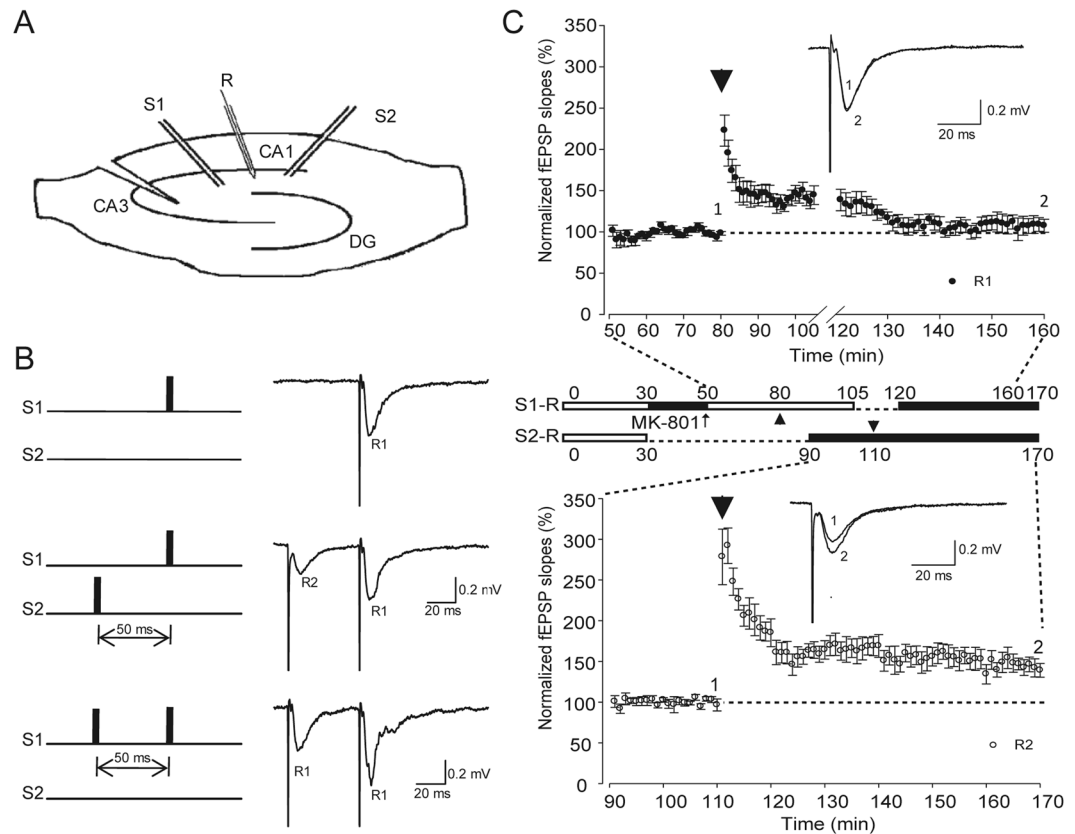 A
R
S1
S2
CA1
CA3
DG
B
S1
S2
R1
S1
S2
50 ms
R2
R1
0.2 mV
20 ms
S1
50 ms
S2
R1
R1
0.2 mV
20 ms
C
Normalized fEPSP slopes (%)
350
300
250
200
150
100
50
0
1
2
1
2
0.2 mV
20 ms
R1
50 60 70 80 90 100 120 130 140 150 160
Time (min)
0 30 50 80 105 120 160 170
S1-R
MK-801↑
S2-R
0 30 90 110 170
Normalized fEPSP slopes (%)
350
300
250
200
150
100
50
0
1
2
1
2
0.2 mV
20 ms
R2
90 100 110 120 130 140 150 160 170
Time (min)